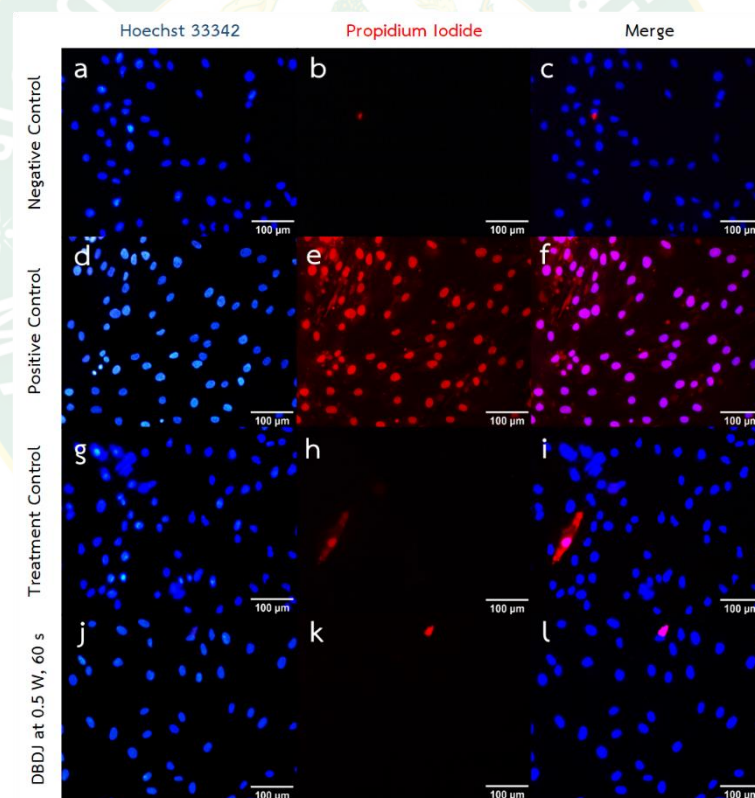 Hoechst 33342 Propidium Iodide Merge
Negative Control
a b c
100 µm 100 µm 100 µm
Positive Control
d e f
100 µm 100 µm 100 µm
Treatment Control
g h i
100 µm 100 µm 100 µm
DBDJ at 0.5 W, 60 s
j k l
100 µm 100 µm 100 µm